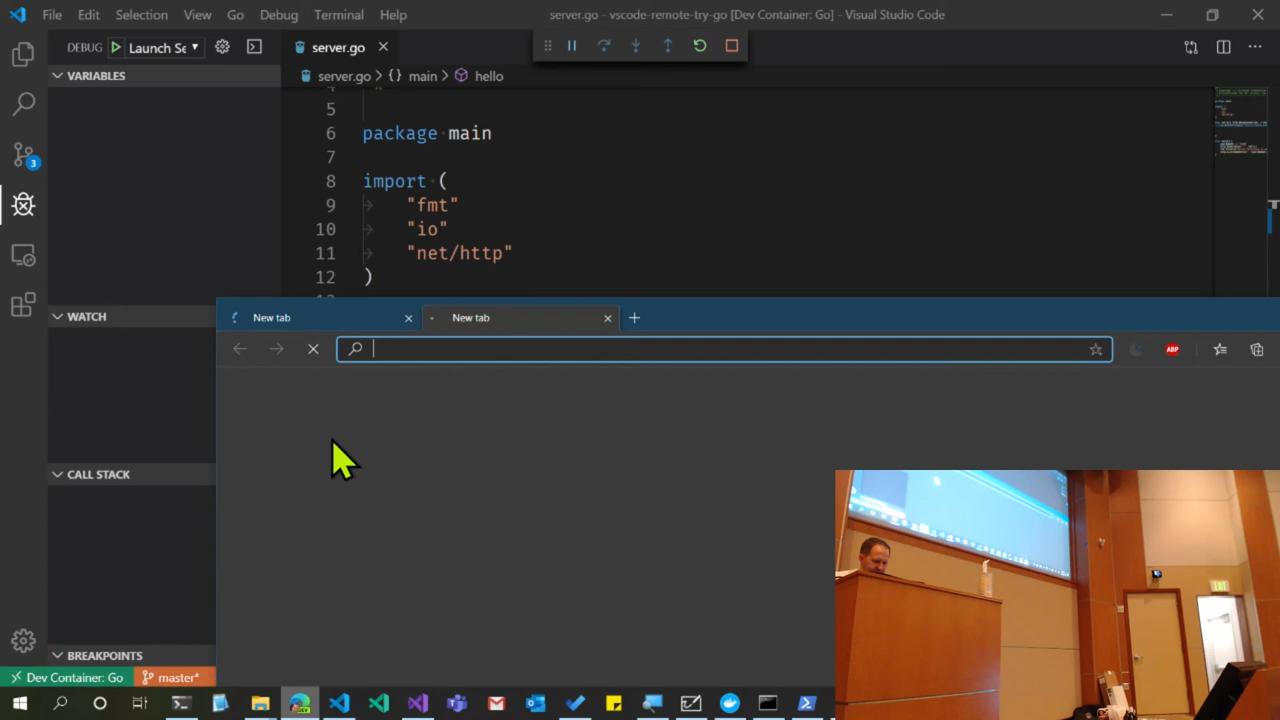 File Edit Selection View Go Debug Terminal Help
server.go - vscode-remote-try-go [Dev Container: Go] - Visual Studio Code
DEBUG Launch Se
server.go
server.go > {} main > hello
VARIABLES
4
5
6 package main
7
8 import (
9 "fmt"
10 "io"
11 "net/http"
12 )
3
WATCH
New tab
New tab
ABP
CALL STACK
BREAKPOINTS
Dev Container: Go
master*